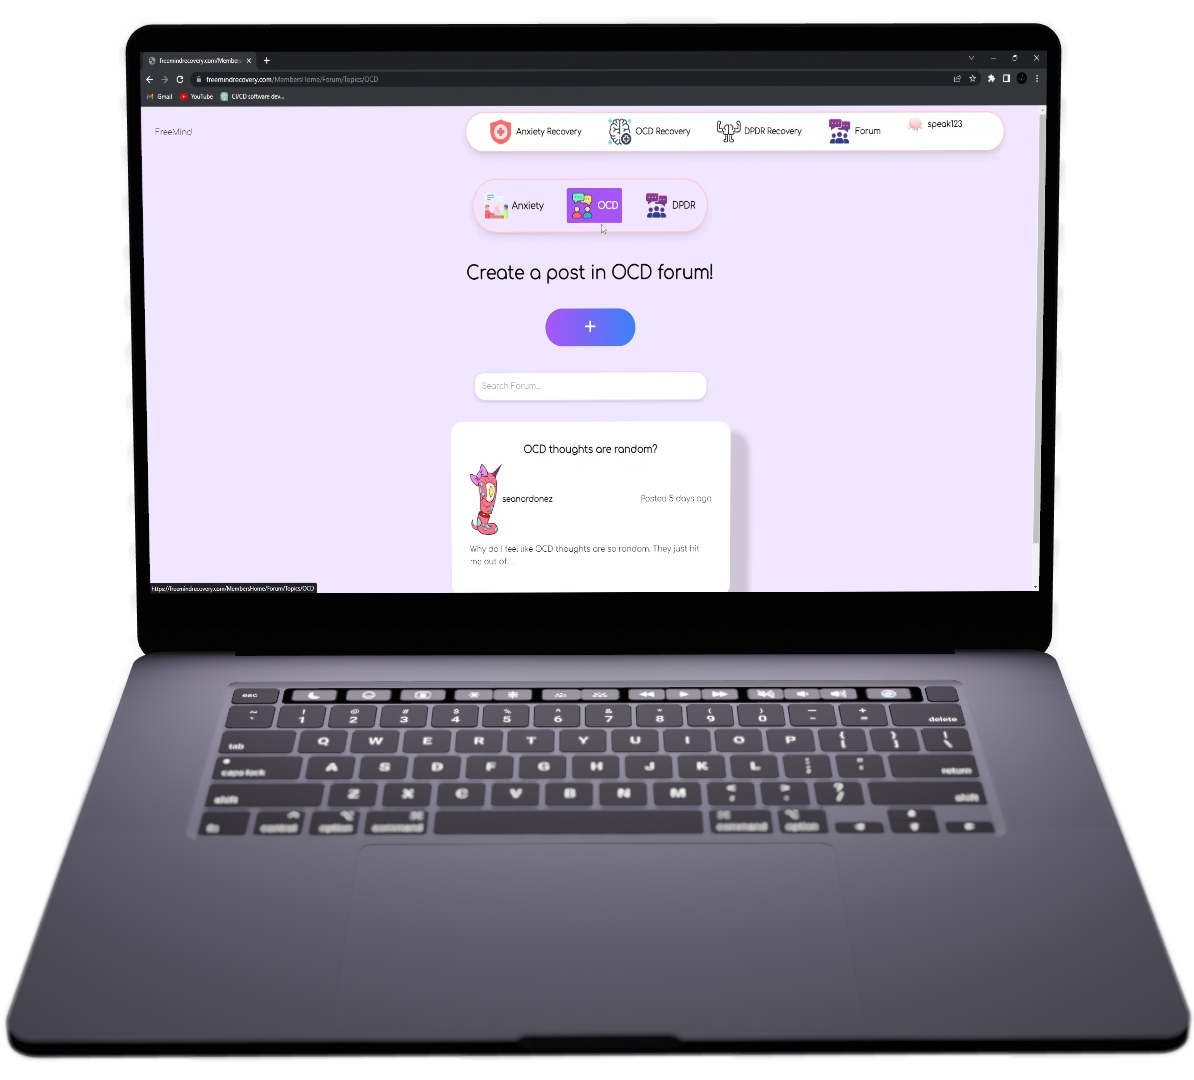 freemindrecovery.com/Members
freemindrecovery.com/MembersHome/Forum/Topics/OCD
Gmail YouTube CI/CD software dev...
FreeMind
Anxiety Recovery OCD Recovery DPDR Recovery Forum speak123
Anxiety OCD DPDR
Create a post in OCD forum!
+
Search Forum...
OCD thoughts are random?
seanordonez Posted 5 days ago
Why do I feel like OCD thoughts are so random. They just hit
me out of...
https://freemindrecovery.com/MembersHome/Forum/Topics/OCD
esc
~ ! @ # $ % ^ & * ( ) — +
` 1 2 3 4 5 6 7 8 9 0 - = delete
tab Q W E R T Y U I O P { [ } ] | \
caps lock A S D F G H J K L : ; " ' return
shift Z X C V B N M < , > . ? / shift
fn control option command command option